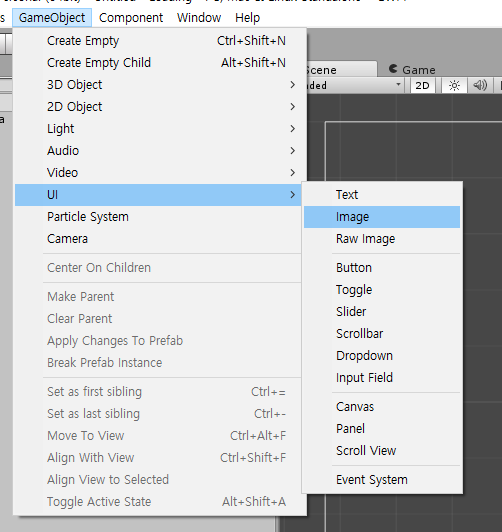 GameObject Component Window Help
Create Empty Ctrl+Shift+N
Create Empty Child Alt+Shift+N
3D Object
2D Object
Light
Audio
Video
UI
Particle System
Camera
Center On Children
Make Parent
Clear Parent
Apply Changes To Prefab
Break Prefab Instance
Set as first sibling Ctrl+=
Set as last sibling Ctrl+-
Move To View Ctrl+Alt+F
Align With View Ctrl+Shift+F
Align View to Selected
Toggle Active State Alt+Shift+A
Text
Image
Raw Image
Button
Toggle
Slider
Scrollbar
Dropdown
Input Field
Canvas
Panel
Scroll View
Event System
Scene Game
ded 2D